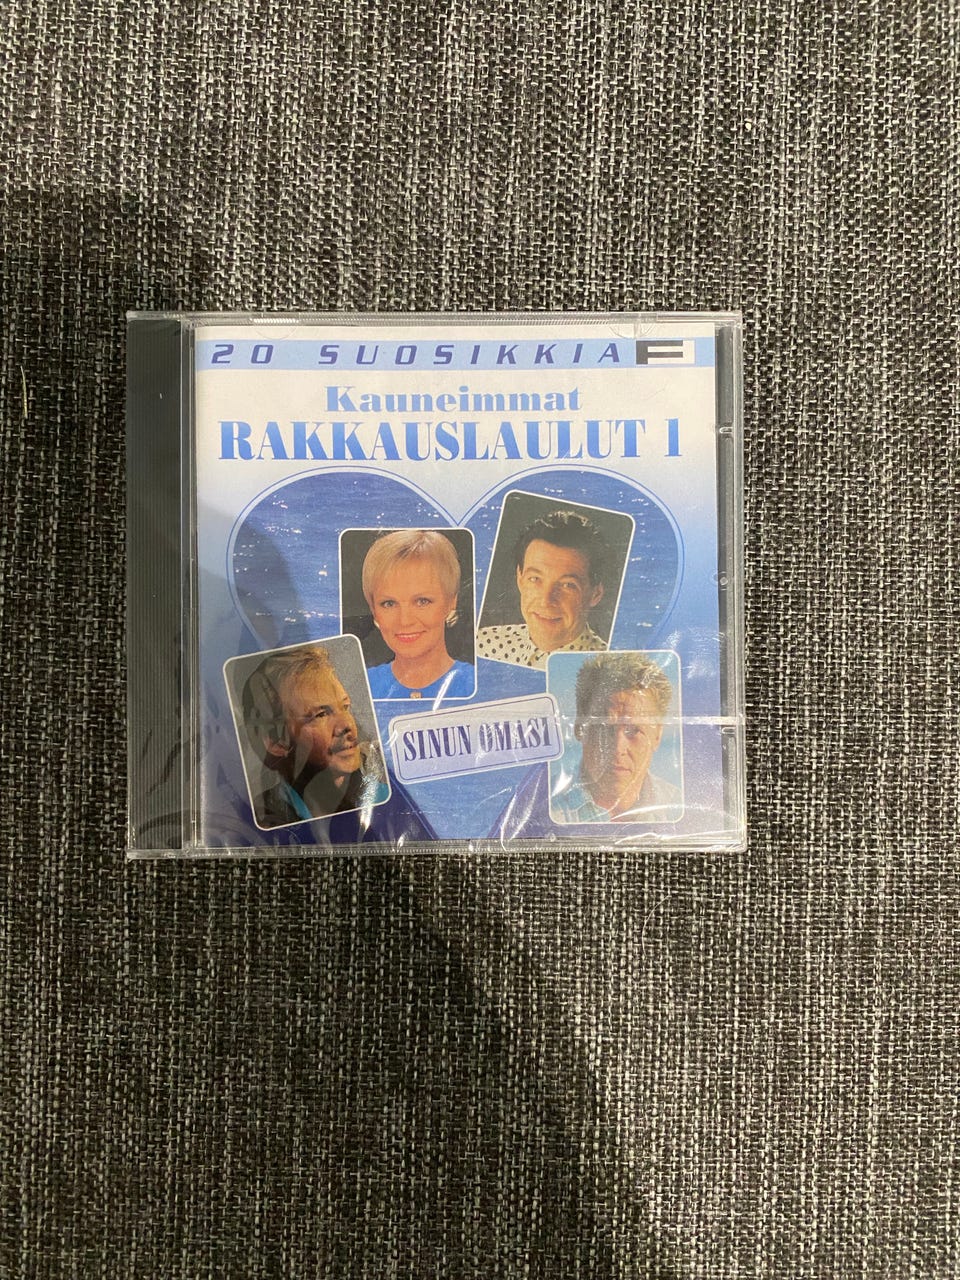 20 SUOSIKKIA
Kauneimmat
RAKKAUSLAULUT 1
SINUN OMASI